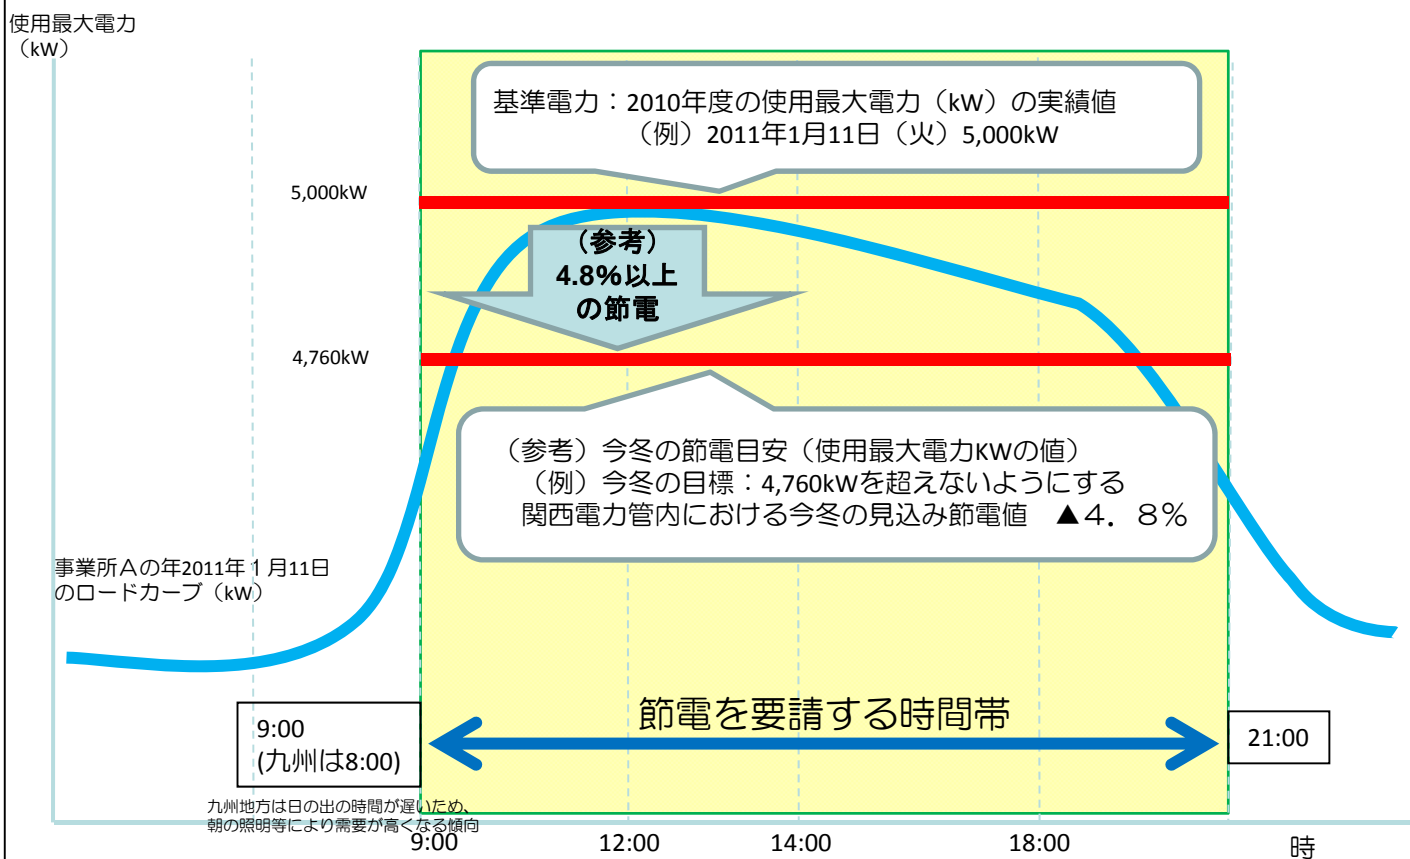 使用最大電力
（kW）
基準電力：2010年度の使用最大電力（kW）の実績値
（例）2011年1月11日（火）5,000kW
5,000kW
（参考）
4.8%以上
の節電
4,760kW
（参考）今冬の節電目安（使用最大電力KWの値）
（例）今冬の目標：4,760kWを超えないようにする
関西電力管内における今冬の見込み節電値　▲４．８％
事業所Ａの年2011年１月11日
のロードカーブ（kW）
節電を要請する時間帯
9:00
(九州は8:00)
21:00
九州地方は日の出の時間が遅いため、
朝の照明等により需要が高くなる傾向
9:00
12:00
14:00
18:00
時